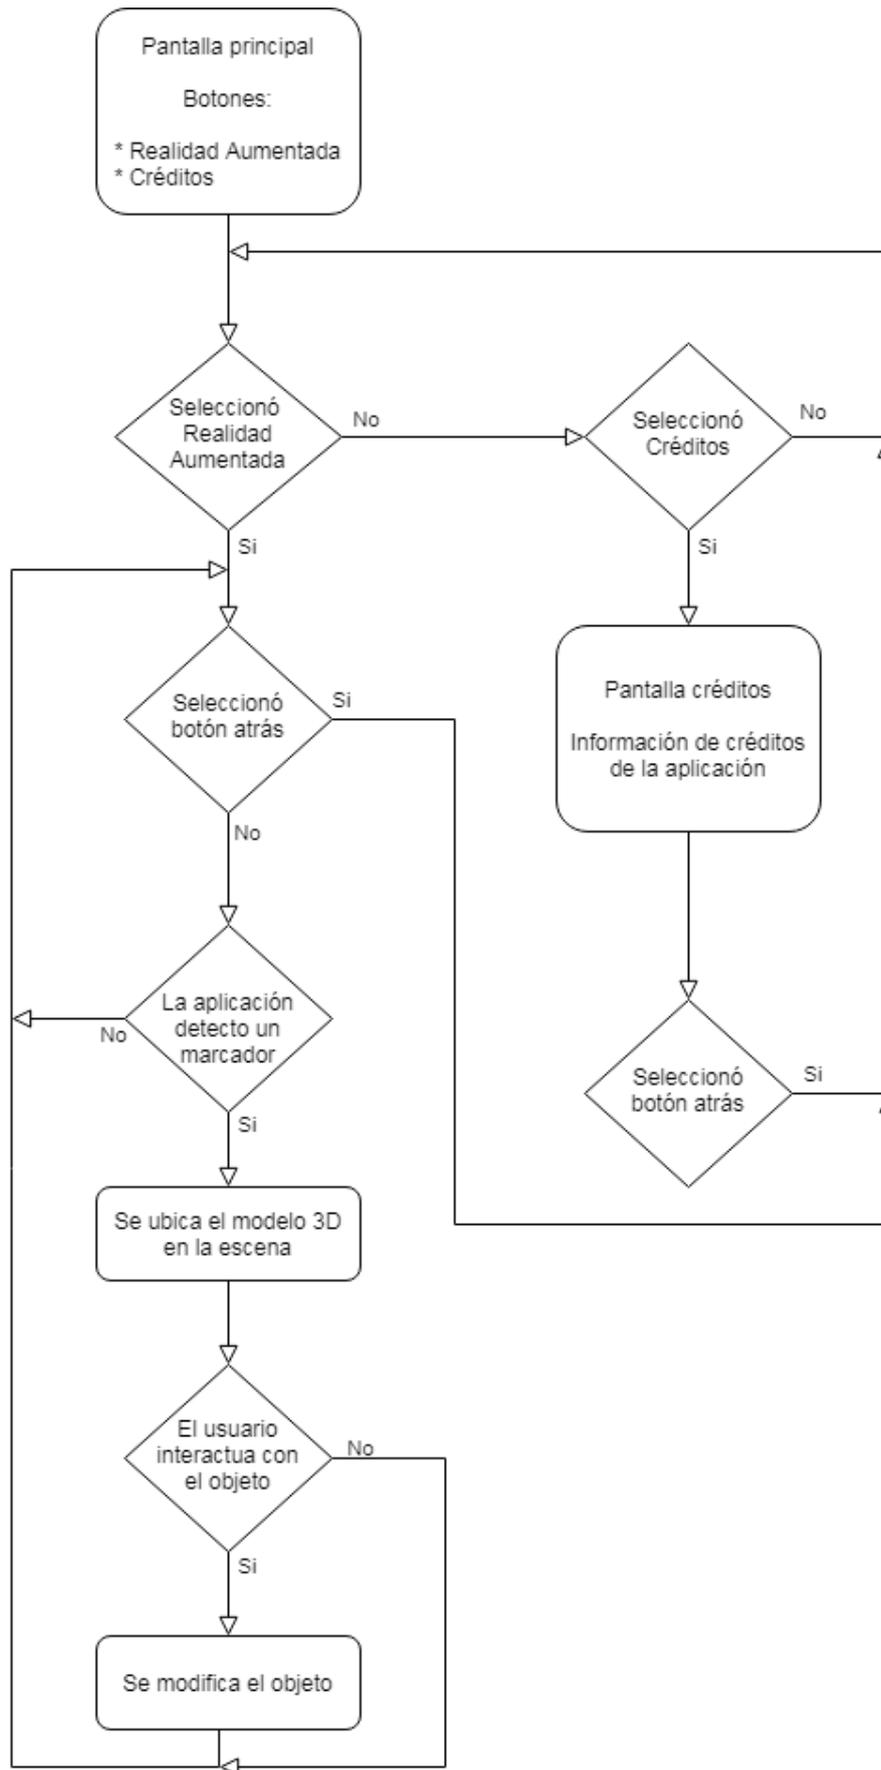 Pantalla principal
Botones:
* Realidad Aumentada
* Créditos
Seleccionó
Realidad
Aumentada
No
Si
Seleccionó
Créditos
No
Si
Seleccionó
botón atrás
Si
No
Pantalla créditos
Información de créditos
de la aplicación
La aplicación
detecto un
marcador
No
Si
Seleccionó
botón atrás
Si
Se ubica el modelo 3D
en la escena
El usuario
interactua con
el objeto
No
Si
Se modifica el objeto